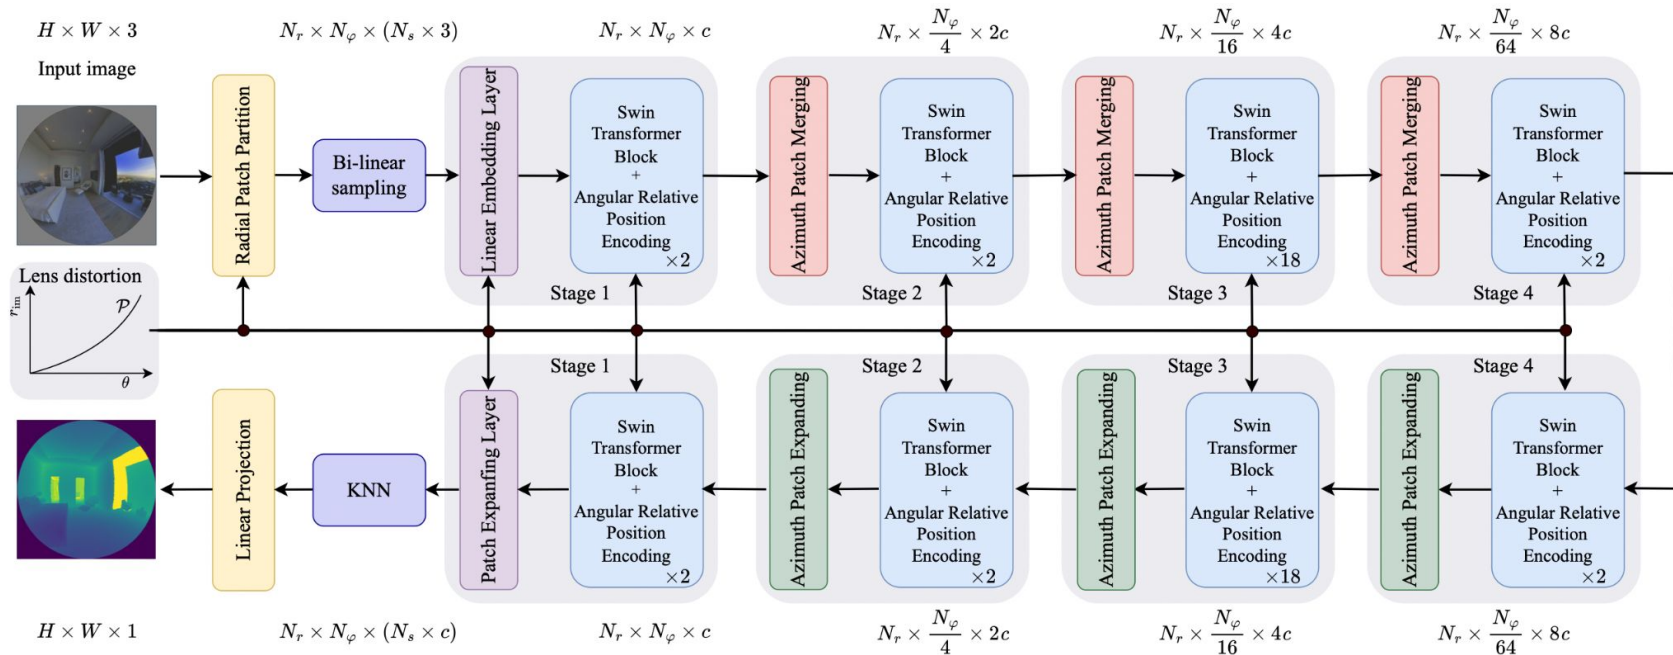 H × W × 3
N_r × N_φ × (N_s × 3)
N_r × N_φ × c
N_r × N_φ/4 × 2c
N_r × N_φ/16 × 4c
N_r × N_φ/64 × 8c
Input image
Radial Patch Partition
Bi-linear
sampling
Linear Embedding Layer
Swin
Transformer
Block
+
Angular Relative
Position
Encoding
×2
Stage 1
Azimuth Patch Merging
Swin
Transformer
Block
+
Angular Relative
Position
Encoding
×2
Stage 2
Azimuth Patch Merging
Swin
Transformer
Block
+
Angular Relative
Position
Encoding
×18
Stage 3
Azimuth Patch Merging
Swin
Transformer
Block
+
Angular Relative
Position
Encoding
×2
Stage 4
Lens distortion
r_im
𝒫
θ
Linear Projection
KNN
Stage 1
Patch Expanfing Layer
Swin
Transformer
Block
+
Angular Relative
Position
Encoding
×2
Stage 2
Azimuth Patch Expanding
Swin
Transformer
Block
+
Angular Relative
Position
Encoding
×2
Stage 3
Azimuth Patch Expanding
Swin
Transformer
Block
+
Angular Relative
Position
Encoding
×18
Stage 4
Azimuth Patch Expanding
Swin
Transformer
Block
+
Angular Relative
Position
Encoding
×2
H × W × 1
N_r × N_φ × (N_s × c)
N_r × N_φ × c
N_r × N_φ/4 × 2c
N_r × N_φ/16 × 4c
N_r × N_φ/64 × 8c